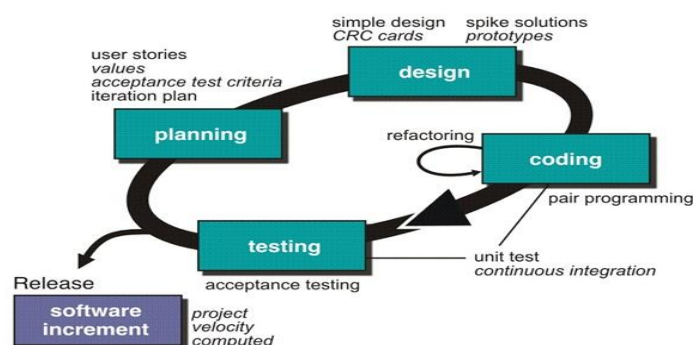 simple design
CRC cards
spike solutions
prototypes
user stories
values
acceptance test criteria
iteration plan
design
planning
refactoring
coding
pair programming
testing
unit test
continuous integration
acceptance testing
Release
software
increment
project
velocity
computed